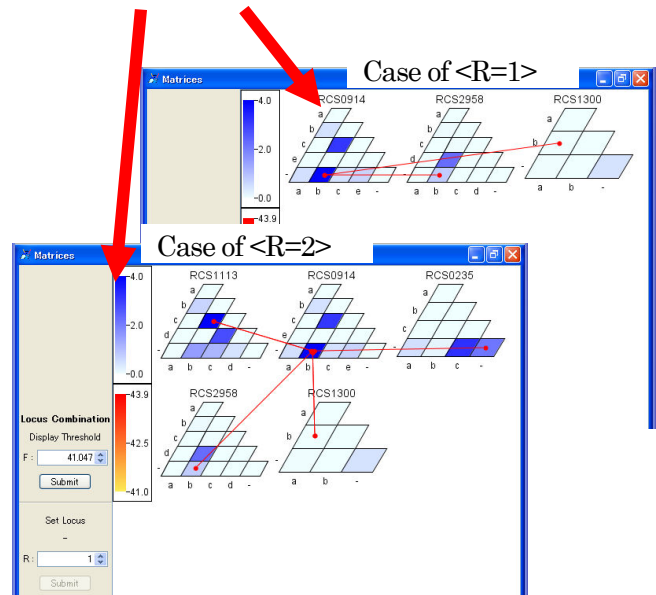 Case of <R=1>
Matrices
RCS0914 RCS2958 RCS1300
4.0
2.0
0.0
43.9
a
b
c
e
-
a b c e -
a
b
c
d
-
a b c d -
a
b
-
a b -
Case of <R=2>
Matrices
RCS1113 RCS0914 RCS0235
4.0
2.0
0.0
a
b
c
d
-
a b c d -
a
b
c
e
-
a b c e -
a
b
c
-
a b c -
43.9
42.5
41.0
RCS2958 RCS1300
a
b
c
d
-
a b c d -
a
b
-
a b -
Locus Combination
Display Threshold
F : 41.047
Submit
Set Locus
-
R : 1
Submit